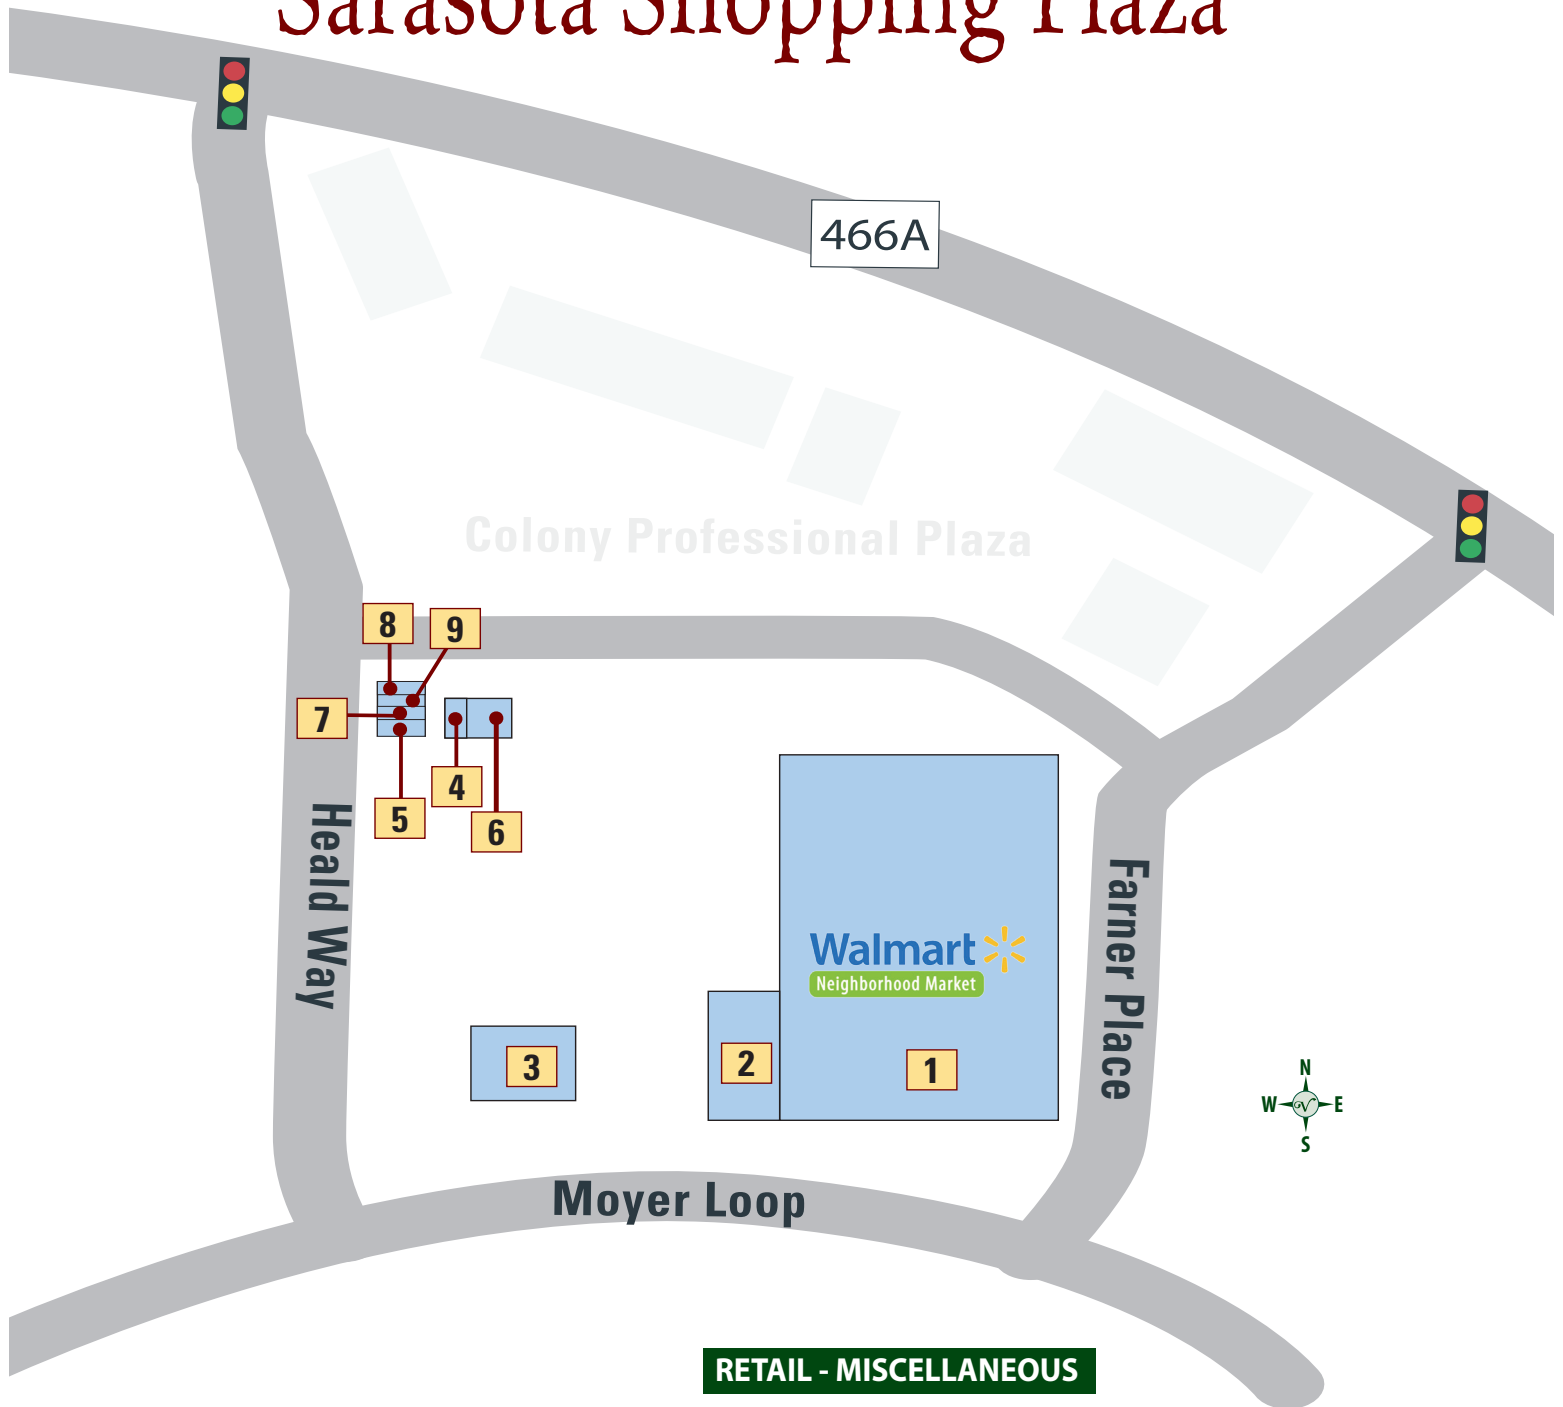 Sarasota Shopping Plaza
466A
Colony Professional Plaza
8
9
7
4
5
6
Heald Way
Farner Place
Walmart
Neighborhood Market
3
2
1
N
W E
S
Moyer Loop
RETAIL - MISCELLANEOUS